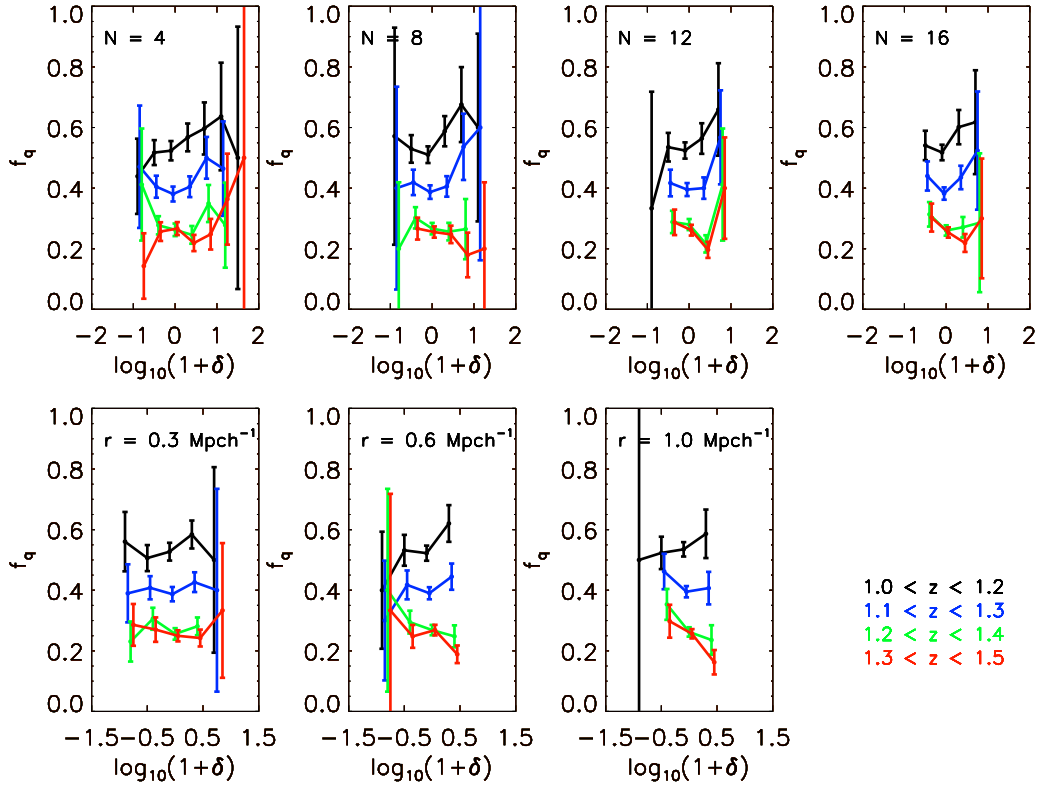 N = 4
N = 8
N = 12
N = 16
1.0
0.8
0.6
0.4
0.2
0.0
f_q
1.0
0.8
0.6
0.4
0.2
0.0
f_q
1.0
0.8
0.6
0.4
0.2
0.0
f_q
1.0
0.8
0.6
0.4
0.2
0.0
f_q
−2 −1 0 1 2
−2 −1 0 1 2
−2 −1 0 1 2
−2 −1 0 1 2
log₁₀(1+δ)
log₁₀(1+δ)
log₁₀(1+δ)
log₁₀(1+δ)
r = 0.3 Mpch⁻¹
r = 0.6 Mpch⁻¹
r = 1.0 Mpch⁻¹
1.0
0.8
0.6
0.4
0.2
0.0
f_q
1.0
0.8
0.6
0.4
0.2
0.0
f_q
1.0
0.8
0.6
0.4
0.2
0.0
f_q
−1.5 −0.5 0.5 1.5
−1.5 −0.5 0.5 1.5
−1.5 −0.5 0.5 1.5
log₁₀(1+δ)
log₁₀(1+δ)
log₁₀(1+δ)
1.0 < z < 1.2
1.1 < z < 1.3
1.2 < z < 1.4
1.3 < z < 1.5